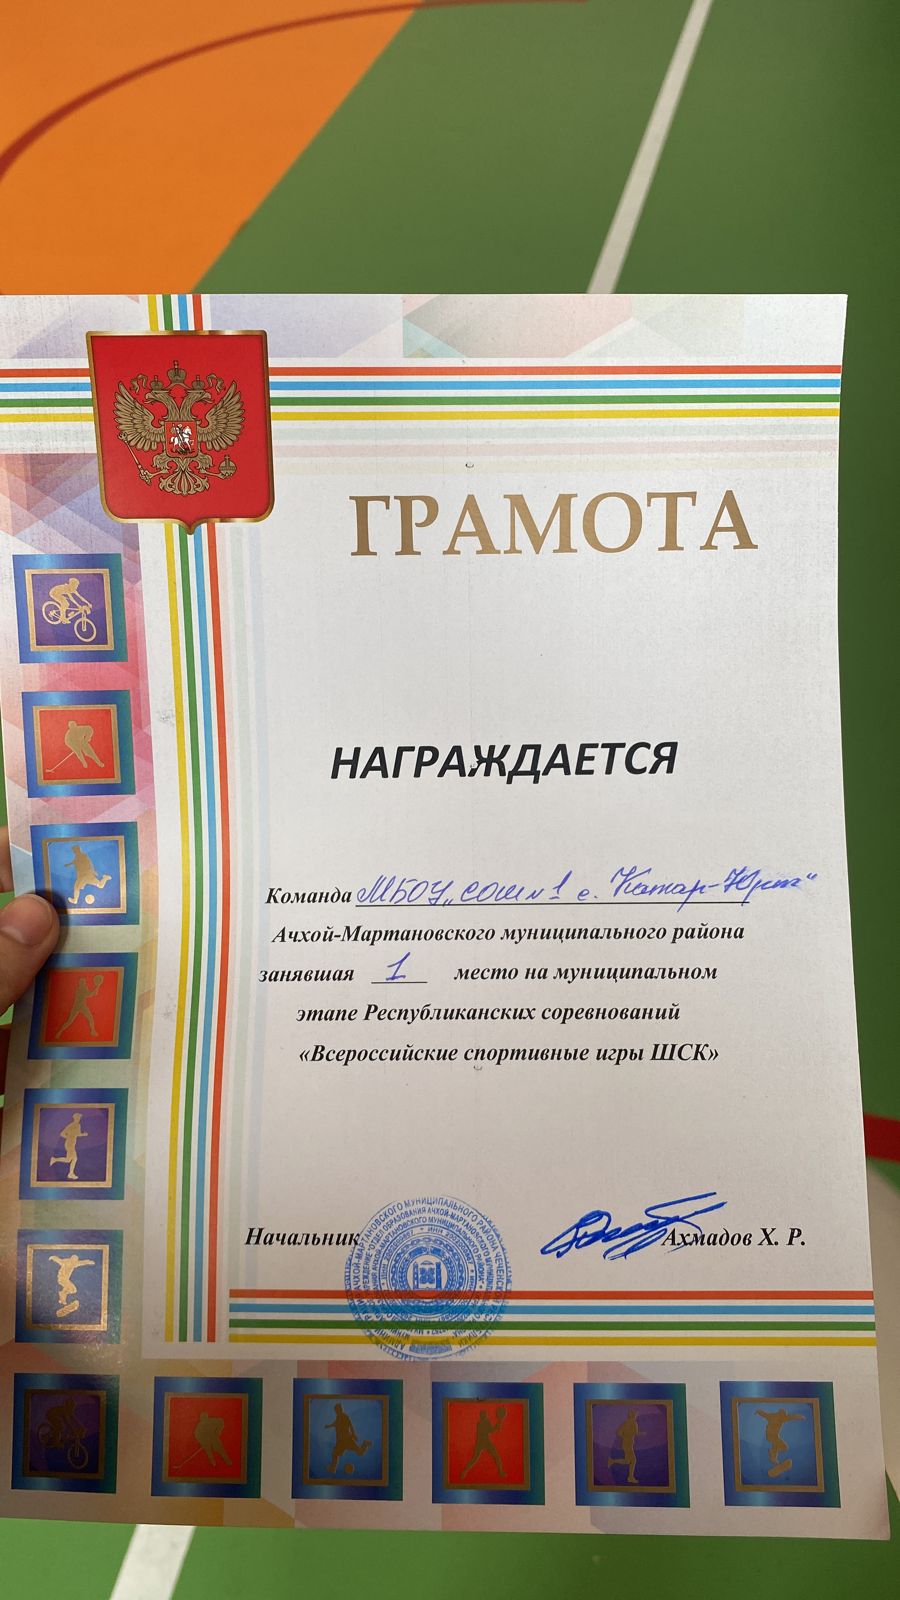 ГРАМОТА
НАГРАЖДАЕТСЯ
Команда МБОУ „СОШ №1 с. Катар-Юрт“
Ачхой-Мартановского муниципального района
занявшая 1 место на муниципальном
этапе Республиканских соревнований
«Всероссийские спортивные игры ШСК»
Начальник Ахмадов Х. Р.